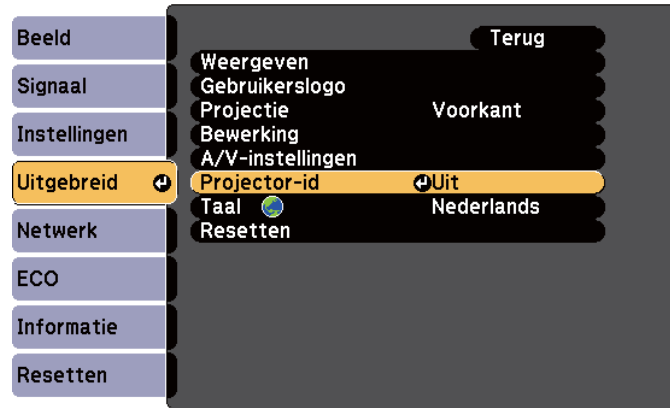 Beeld
Signaal
Instellingen
Uitgebreid
Netwerk
ECO
Informatie
Resetten
Terug
Weergeven
Gebruikerslogo
Projectie Voorkant
Bewerking
A/V-instellingen
Projector-id Uit
Taal Nederlands
Resetten